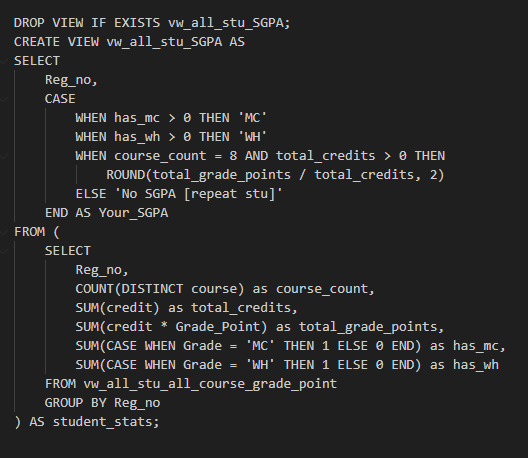 DROP VIEW IF EXISTS vw_all_stu_SGPA;
CREATE VIEW vw_all_stu_SGPA AS
SELECT
    Reg_no,
    CASE
        WHEN has_mc > 0 THEN 'MC'
        WHEN has_wh > 0 THEN 'WH'
        WHEN course_count = 8 AND total_credits > 0 THEN
            ROUND(total_grade_points / total_credits, 2)
        ELSE 'No SGPA [repeat stu]'
    END AS Your_SGPA
FROM (
    SELECT
        Reg_no,
        COUNT(DISTINCT course) as course_count,
        SUM(credit) as total_credits,
        SUM(credit * Grade_Point) as total_grade_points,
        SUM(CASE WHEN Grade = 'MC' THEN 1 ELSE 0 END) as has_mc,
        SUM(CASE WHEN Grade = 'WH' THEN 1 ELSE 0 END) as has_wh
    FROM vw_all_stu_all_course_grade_point
    GROUP BY Reg_no
) AS student_stats;